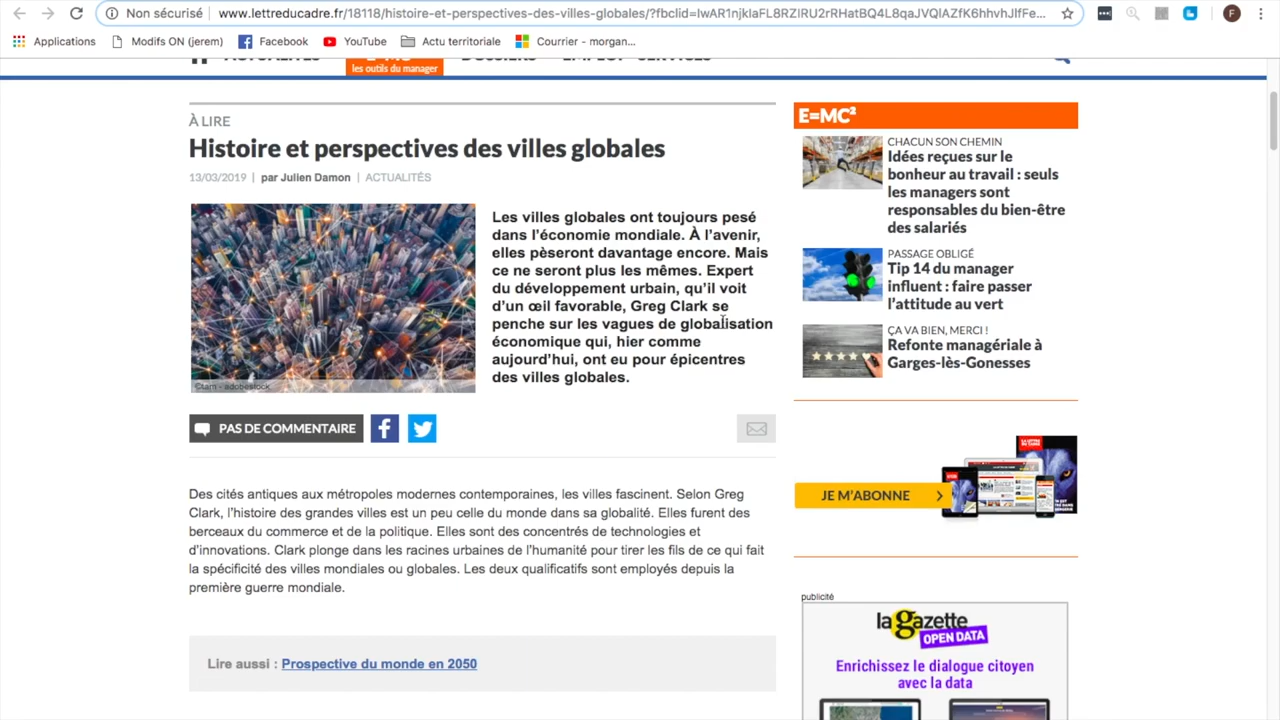 Non sécurisé | www.lettreducadre.fr/18118/histoire-et-perspectives-des-villes-globales/?fbclid=IwAR1njkIaFL8RZIRU2rRHatBQ4L8qaJVQlAZfK6hhvhJlfFe...
F
Applications
Modifs ON (jerem)
Facebook
YouTube
Actu territoriale
Courrier - morgan...
ACTUALITÉS
E=MC²
les outils du manager
DOSSIERS
EMPLOI
SERVICES
À LIRE
Histoire et perspectives des villes globales
13/03/2019 | par Julien Damon | ACTUALITÉS
©tam - adobestock
Les villes globales ont toujours pesé
dans l'économie mondiale. À l'avenir,
elles pèseront davantage encore. Mais
ce ne seront plus les mêmes. Expert
du développement urbain, qu'il voit
d'un œil favorable, Greg Clark se
penche sur les vagues de globalisation
économique qui, hier comme
aujourd'hui, ont eu pour épicentres
des villes globales.
PAS DE COMMENTAIRE
Des cités antiques aux métropoles modernes contemporaines, les villes fascinent. Selon Greg
Clark, l'histoire des grandes villes est un peu celle du monde dans sa globalité. Elles furent des
berceaux du commerce et de la politique. Elles sont des concentrés de technologies et
d'innovations. Clark plonge dans les racines urbaines de l'humanité pour tirer les fils de ce qui fait
la spécificité des villes mondiales ou globales. Les deux qualificatifs sont employés depuis la
première guerre mondiale.
Lire aussi : Prospective du monde en 2050
E=MC²
CHACUN SON CHEMIN
Idées reçues sur le
bonheur au travail : seuls
les managers sont
responsables du bien-être
des salariés
PASSAGE OBLIGÉ
Tip 14 du manager
influent : faire passer
l'attitude au vert
ÇA VA BIEN, MERCI !
Refonte managériale à
Garges-lès-Gonesses
JE M'ABONNE
publicité
la gazette
OPEN DATA
Enrichissez le dialogue citoyen
avec la data